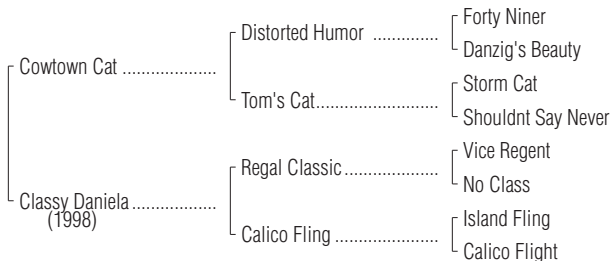 Forty Niner
Distorted Humor ..............
Danzig's Beauty
Cowtown Cat ....................
Storm Cat
Tom's Cat..........................
Shouldnt Say Never
Vice Regent
Regal Classic....................
No Class
Classy Daniela ..................
(1998)
Island Fling
Calico Fling ......................
Calico Flight